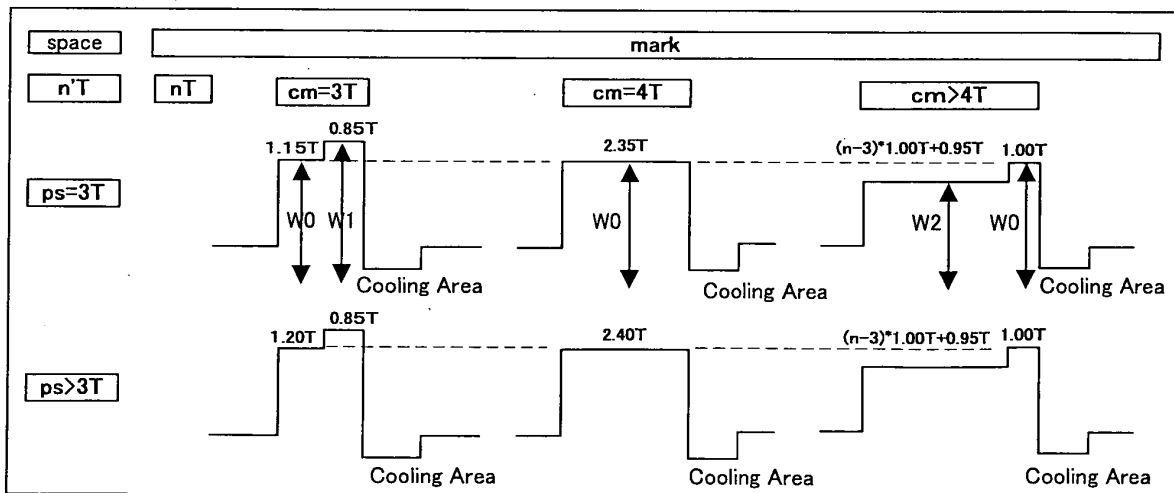 space mark
n'T nT cm=3T cm=4T cm>4T
0.85T
1.15T 2.35T (n-3)*1.00T+0.95T 1.00T
ps=3T
W0 W1 W0 W2 W0
Cooling Area Cooling Area Cooling Area
0.85T
1.20T 2.40T (n-3)*1.00T+0.95T 1.00T
ps>3T
Cooling Area Cooling Area Cooling Area